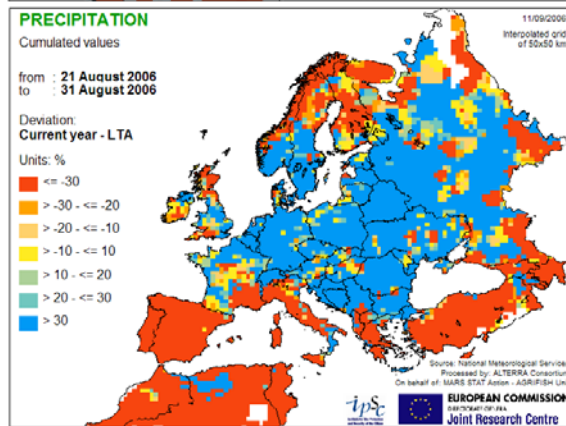 PRECIPITATION
11/09/2006
Cumulated values
Interpolated grid
of 50x50 km
from : 21 August 2006
to : 31 August 2006
Deviation:
Current year - LTA
Units: %
<= -30
> -30 - <= -20
> -20 - <= -10
> -10 - <= 10
> 10 - <= 20
> 20 - <= 30
> 30
Source: National Meteorological Service
Processed by: ALTERRA Consortium
On behalf of: MARS STAT Action - AGRIFISH Un
ipsc
EUROPEAN COMMISSION
Joint Research Centre